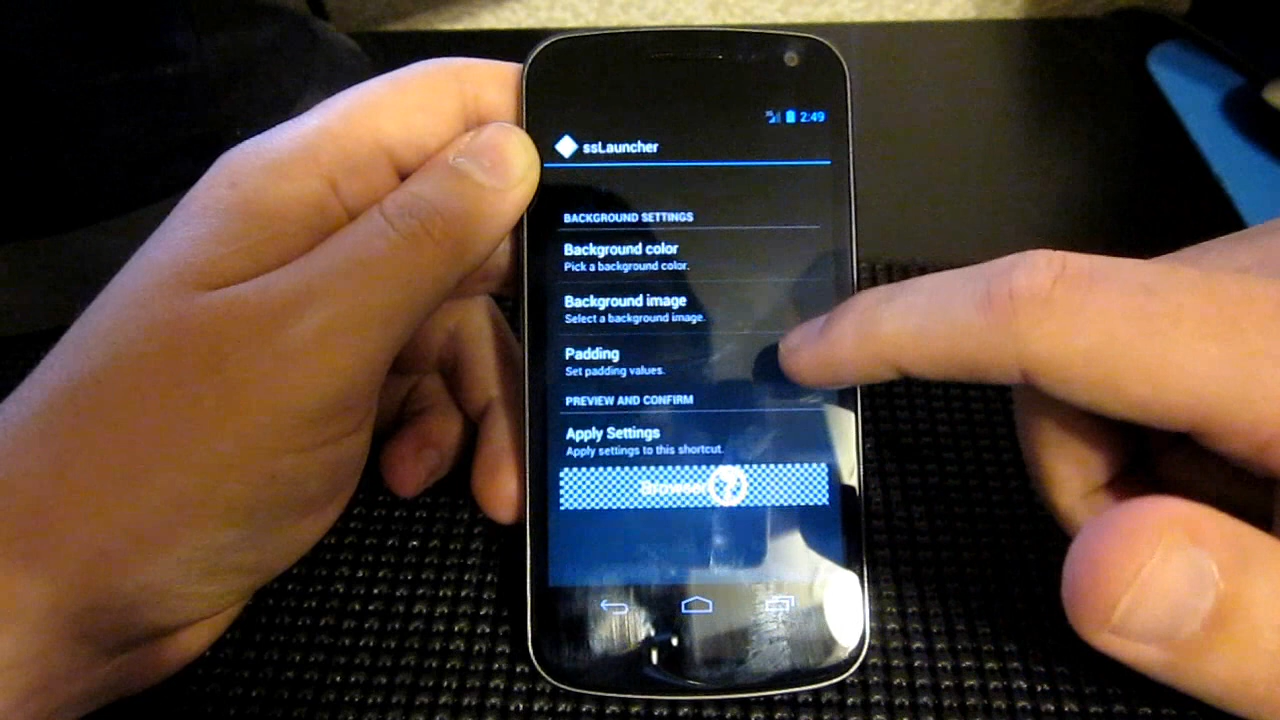 2:49
ssLauncher
BACKGROUND SETTINGS
Background color
Pick a background color.
Background image
Select a background image.
Padding
Set padding values.
PREVIEW AND CONFIRM
Apply Settings
Apply settings to this shortcut.
Browser